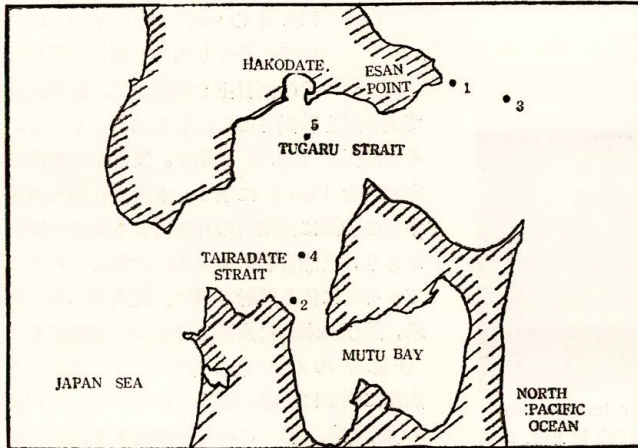 HAKODATE.
ESAN
POINT
1
3
5
TUGARU STRAIT
TAIRADATE
STRAIT
4
2
MUTU BAY
JAPAN SEA
NORTH
:PACIFIC
OCEAN